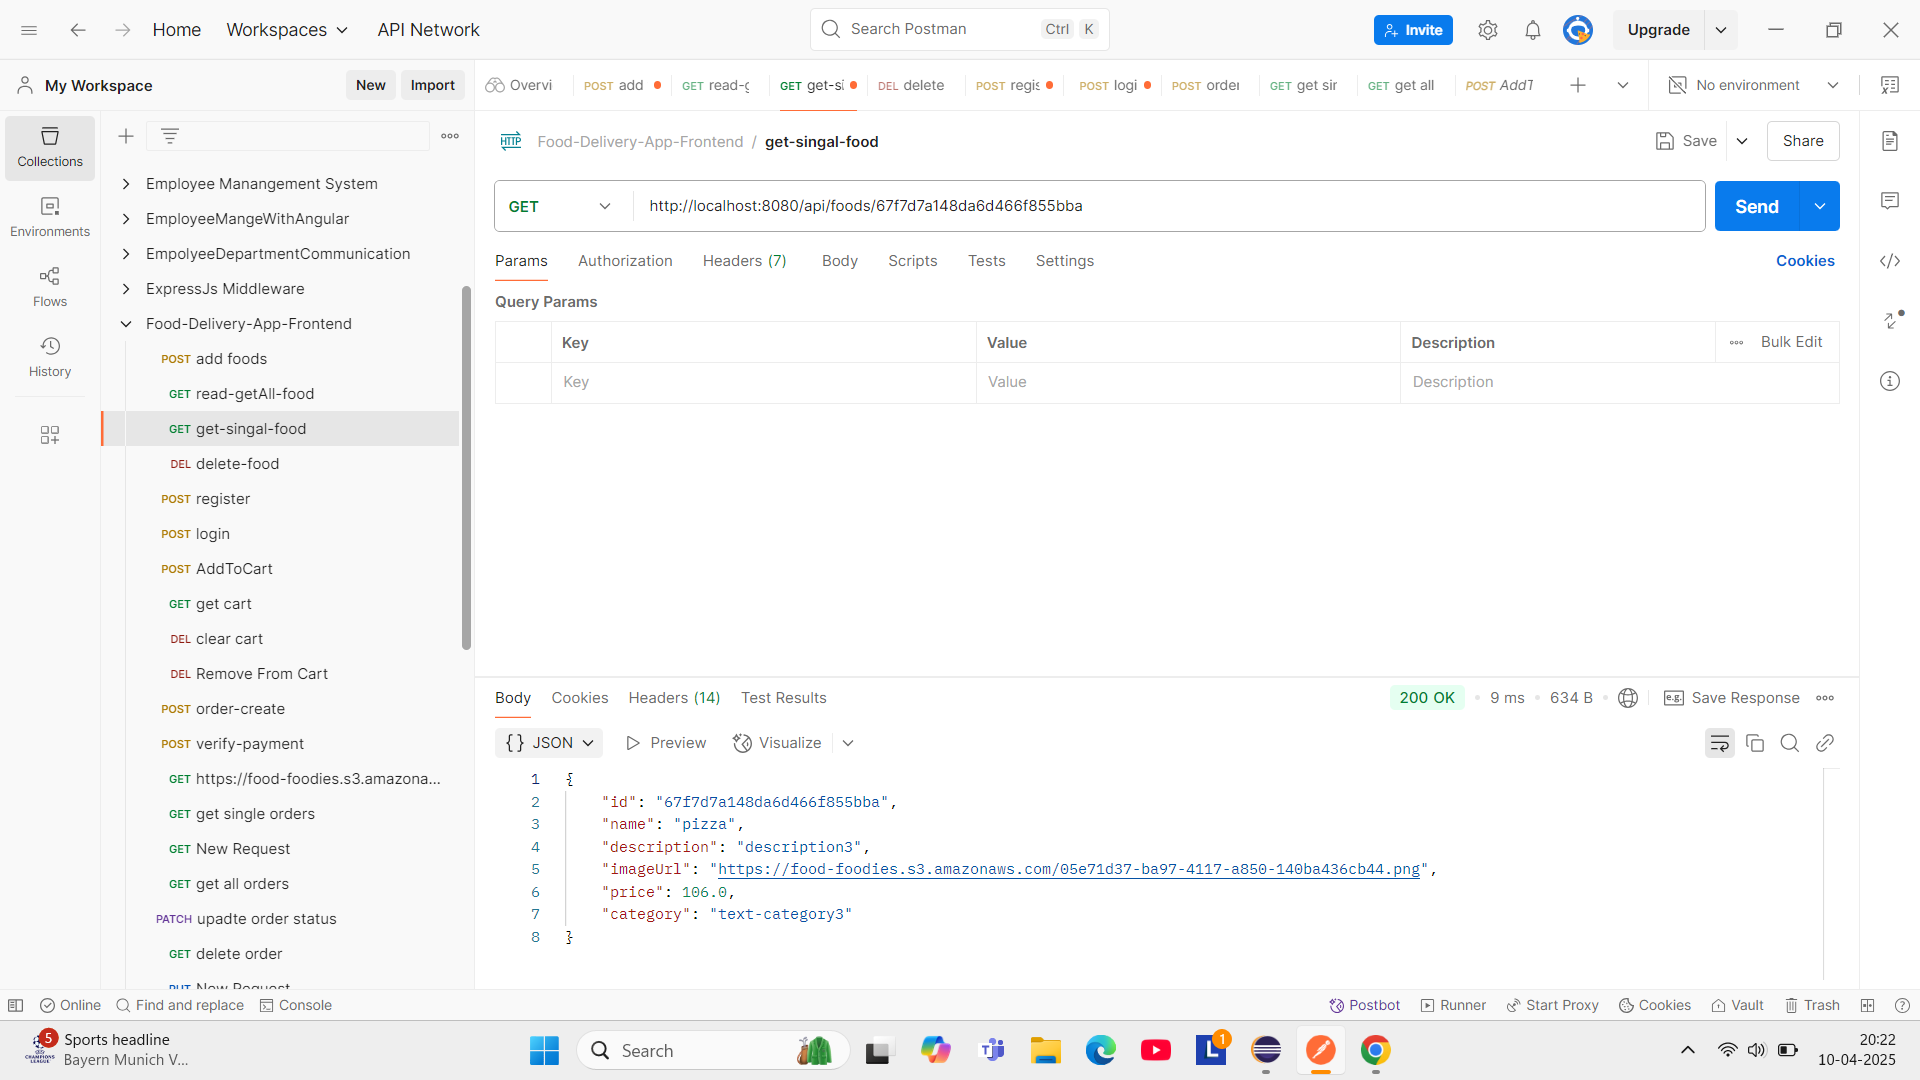 Home
Workspaces
API Network
Search Postman
Ctrl K
Invite
Upgrade
My Workspace
New
Import
Overvi
POST add
GET read-g
GET get-si
DEL delete
POST regis
POST logi
POST order
GET get sir
GET get all
POST AddT
No environment
Collections
Environments
Flows
History
Employee Manangement System
EmployeeMangeWithAngular
EmpolyeeDepartmentCommunication
ExpressJs Middleware
Food-Delivery-App-Frontend
POST add foods
GET read-getAll-food
GET get-singal-food
DEL delete-food
POST register
POST login
POST AddToCart
GET get cart
DEL clear cart
DEL Remove From Cart
POST order-create
POST verify-payment
GET https://food-foodies.s3.amazona...
GET get single orders
GET New Request
GET get all orders
PATCH upadte order status
GET delete order
PUT New Request
HTTP Food-Delivery-App-Frontend / get-singal-food
Save
Share
GET
http://localhost:8080/api/foods/67f7d7a148da6d466f855bba
Send
Params Authorization Headers (7) Body Scripts Tests Settings
Cookies
Query Params
Key Value Description Bulk Edit
Key Value Description
Body Cookies Headers (14) Test Results
200 OK • 9 ms • 634 B
e.g. Save Response
{} JSON Preview Visualize
1 {
2 "id": "67f7d7a148da6d466f855bba",
3 "name": "pizza",
4 "description": "description3",
5 "imageUrl": "https://food-foodies.s3.amazonaws.com/05e71d37-ba97-4117-a850-140ba436cb44.png",
6 "price": 106.0,
7 "category": "text-category3"
8 }
Online
Find and replace
Console
Postbot
Runner
Start Proxy
Cookies
Vault
Trash
5
Sports headline
Bayern Munich V...
Search
L
1
20:22
10-04-2025